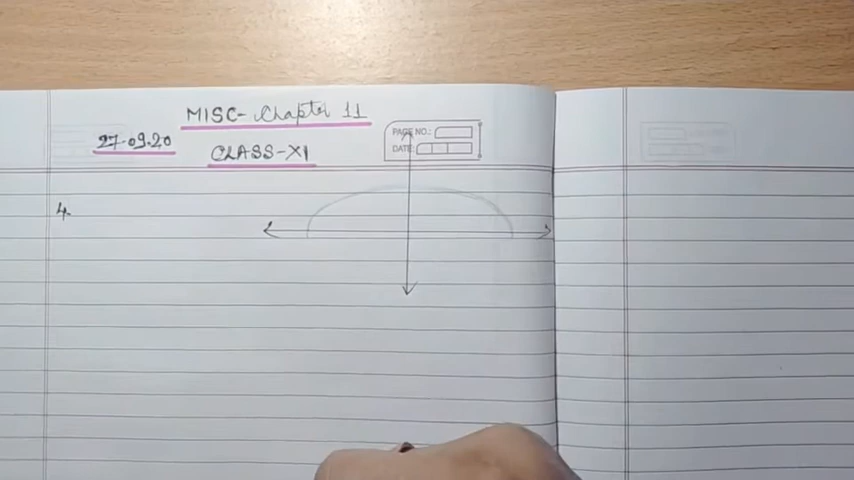 MISC- Chapter 11
PAGE NO.:
27.09.20
CLASS-XI
DATE:
4.